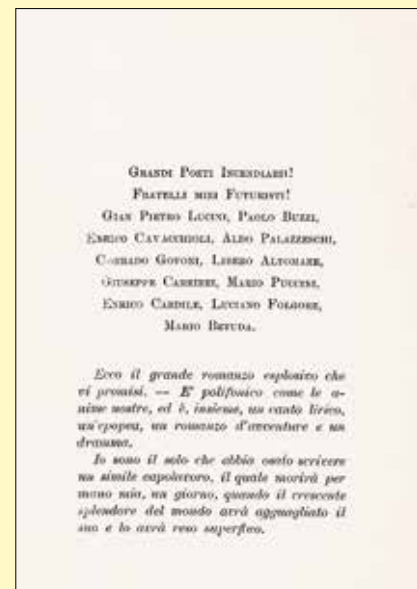 GRANDI POETI INCENDIARII!
FRATELLI MIEI FUTURISTI!
GIAN PIETRO LUCINI, PAOLO BUZZI,
ENRICO CAVACCHIOLI, ALDO PALAZZESCHI,
CORRADO GOVONI, LIBERO ALTOMARE,
GIUSEPPE CARRIERI, MARIO PUCCINI,
ENRICO CARDILE, LUCIANO FOLGORE,
MARIO BETUDA.
Ecco il grande romanzo esplosivo che
vi promisi. — E' polifonico come le a-
nime nostre, ed è, insieme, un canto lirico,
un'epopea, un romanzo d'avventure e un
dramma.
Io sono il solo che abbia osato scrivere
un simile capolavoro, il quale morirà per
mano mia, un giorno, quando il crescente
splendore del mondo avrà agguagliato il
suo e lo avrà reso superfluo.